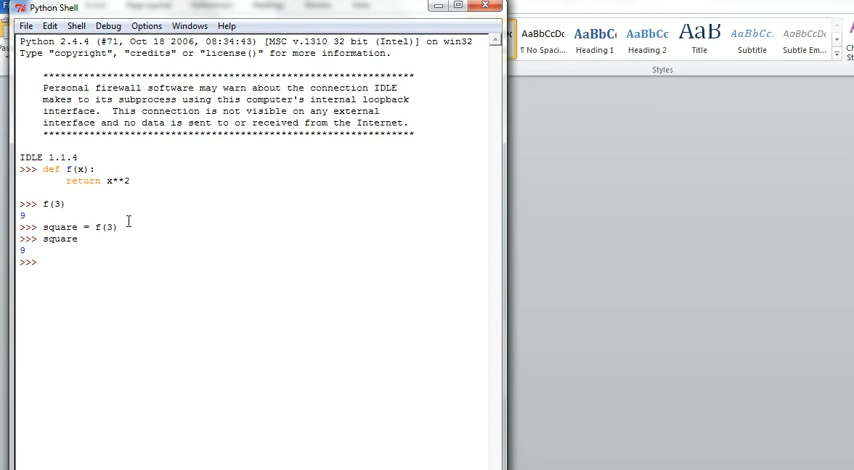 Python Shell
File Edit Shell Debug Options Windows Help
Python 2.4.4 (#71, Oct 18 2006, 08:34:43) [MSC v.1310 32 bit (Intel)] on win32
Type "copyright", "credits" or "license()" for more information.
****************************************************************
Personal firewall software may warn about the connection IDLE
makes to its subprocess using this computer's internal loopback
interface.  This connection is not visible on any external
interface and no data is sent to or received from the Internet.
****************************************************************
IDLE 1.1.4
>>> def f(x):
return x**2
>>> f(3)
9
>>> square = f(3)
>>> square
9
>>>
AaBbCcDc AaBbC AaBbCc AaB AaBbCc. AaBbCcDc
¶ No Spaci... Heading 1 Heading 2 Title Subtitle Subtle Em...
Styles